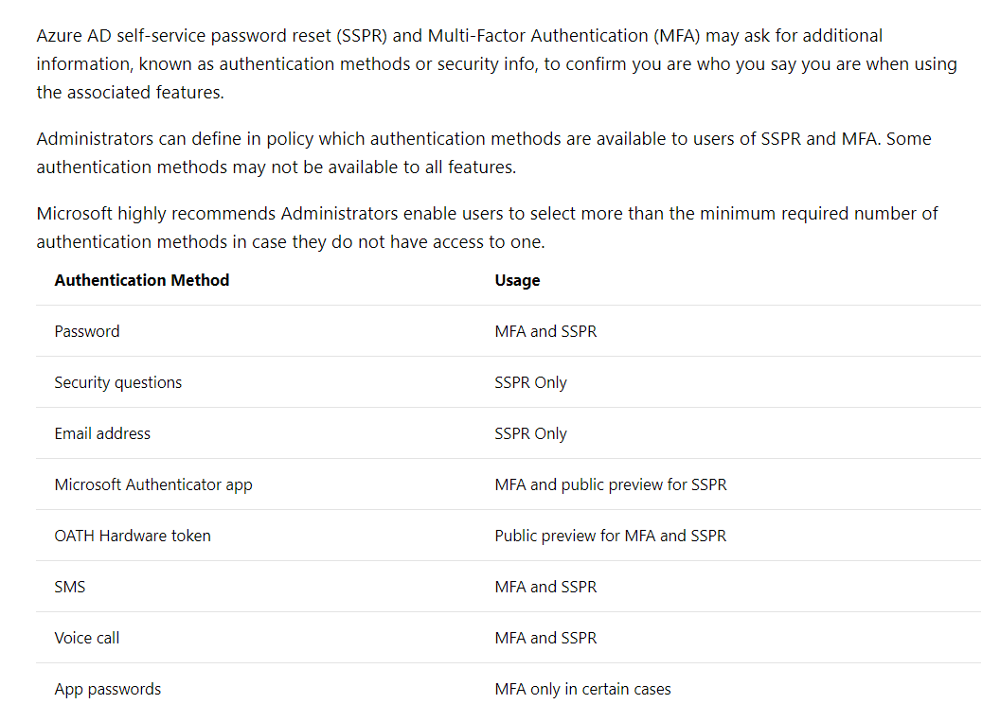 Azure AD self-service password reset (SSPR) and Multi-Factor Authentication (MFA) may ask for additional
information, known as authentication methods or security info, to confirm you are who you say you are when using
the associated features.
Administrators can define in policy which authentication methods are available to users of SSPR and MFA. Some
authentication methods may not be available to all features.
Microsoft highly recommends Administrators enable users to select more than the minimum required number of
authentication methods in case they do not have access to one.
Authentication Method Usage
Password MFA and SSPR
Security questions SSPR Only
Email address SSPR Only
Microsoft Authenticator app MFA and public preview for SSPR
OATH Hardware token Public preview for MFA and SSPR
SMS MFA and SSPR
Voice call MFA and SSPR
App passwords MFA only in certain cases